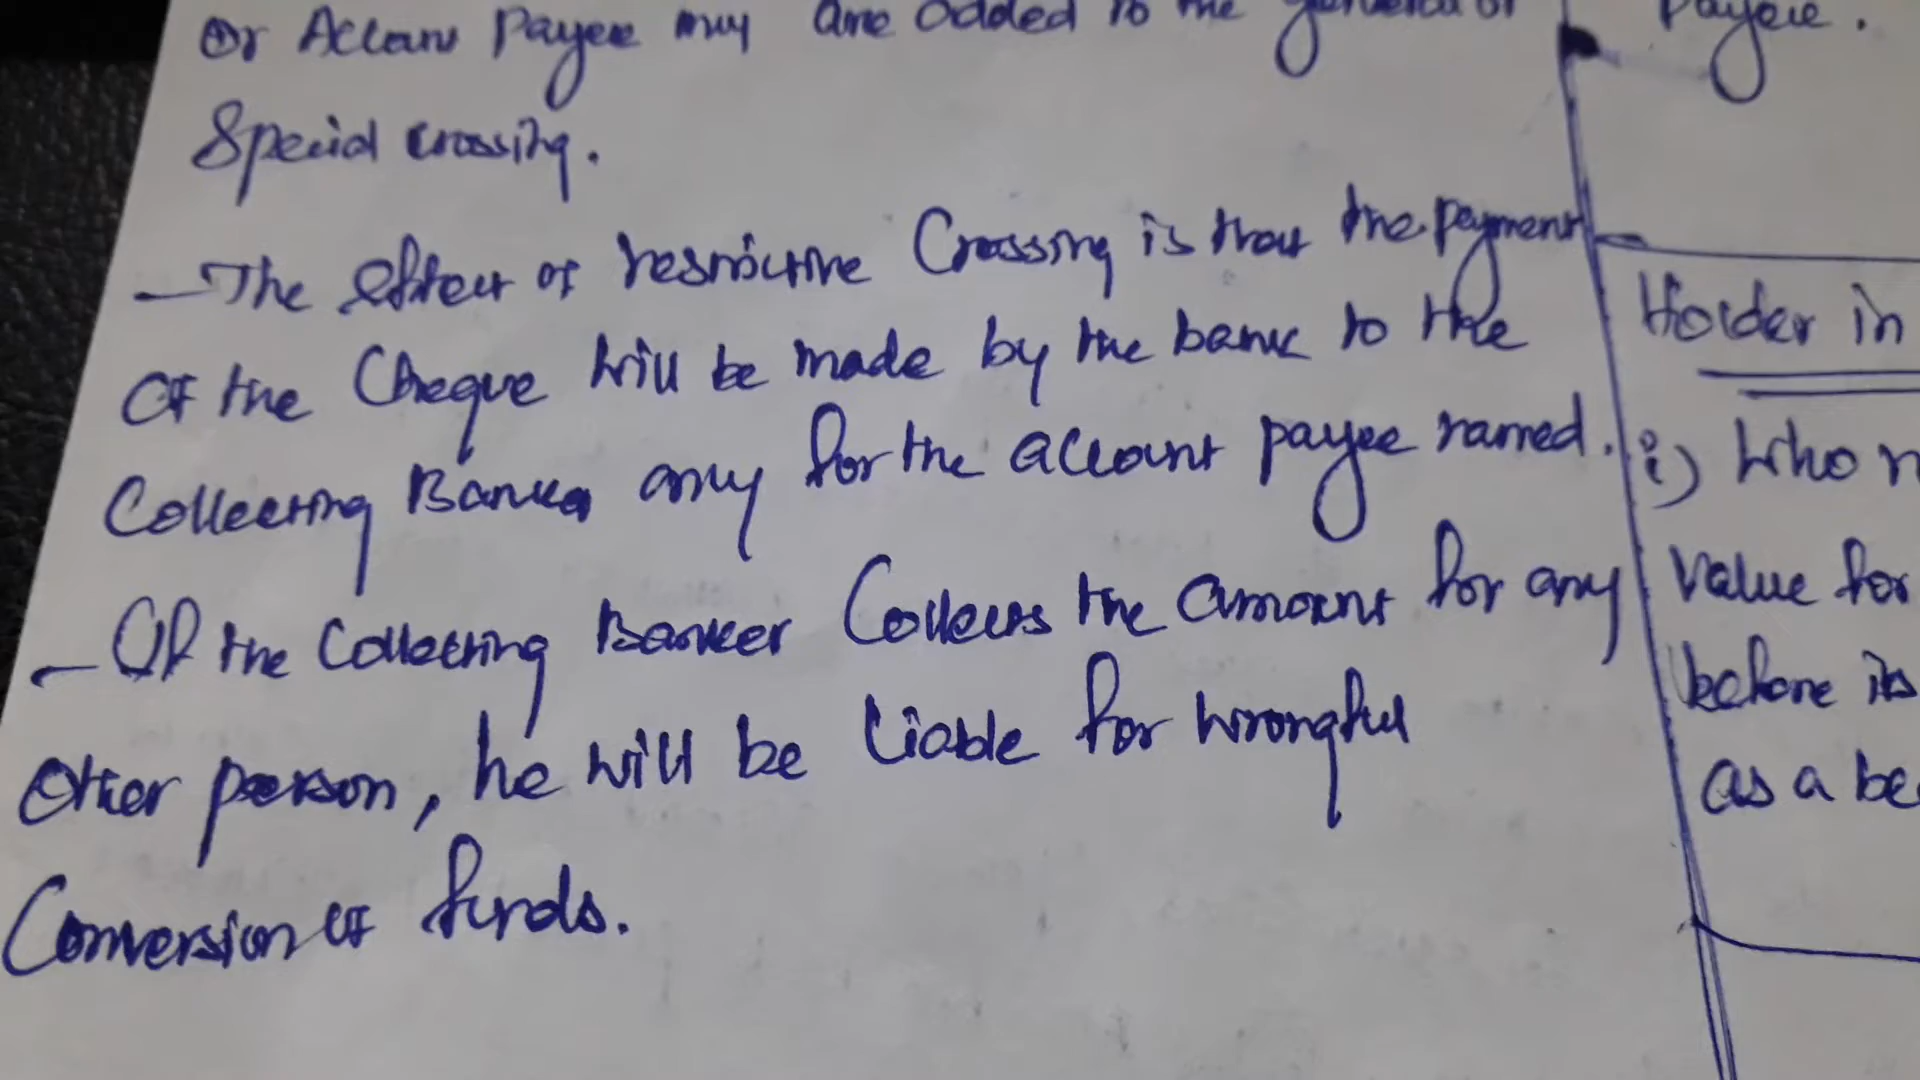 Or Account Payee only are added to the general or
Special crossing.
– The effect of restrictive Crossing is that the payment
Of the Cheque will be made by the bank to the
Collecting Banker only for the account payee named.
– If the Collecting Banker Collects the amount for any
Other person, he will be liable for wrongful
Conversion of funds.
Payee.
Holder in
i) Who
Value for
before its
as a